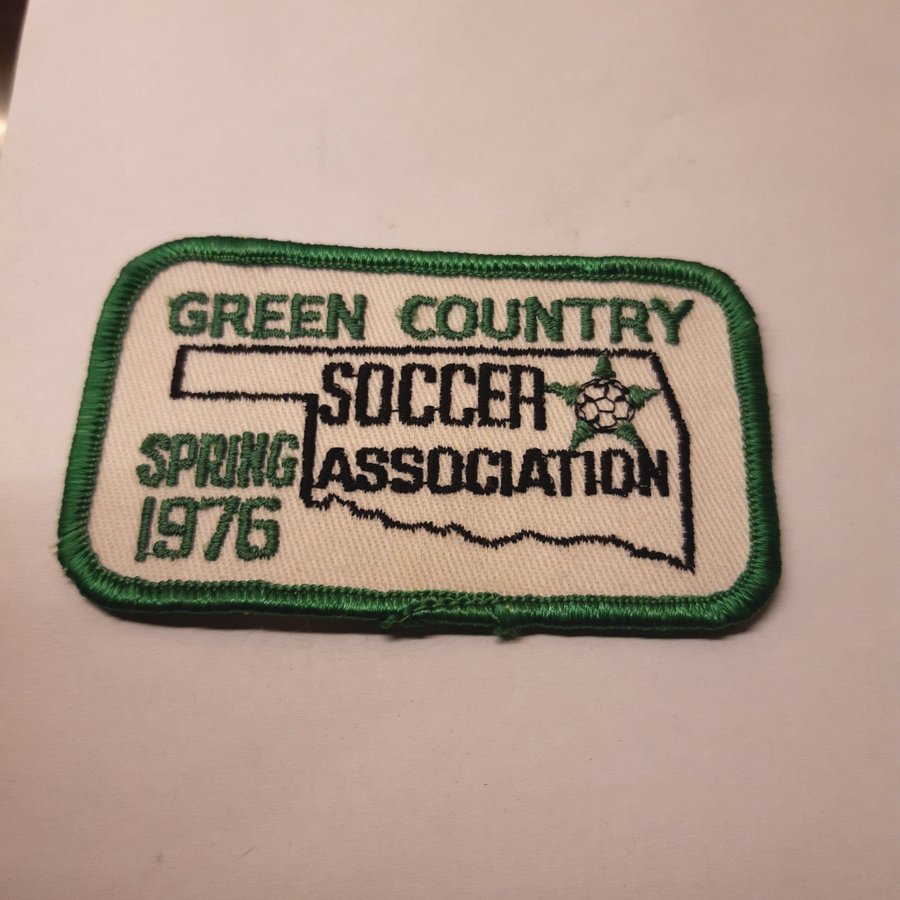 GREEN COUNTRY
SOCCER
ASSOCIATION
SPRING
1976